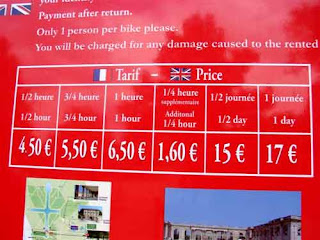 your identity
Payment after return.
Only 1 person per bike please.
You will be charged for any damage caused to the rented
Tarif - Price
1/2 heure 3/4 heure 1 heure 1/4 heure supplémentaire 1/2 journée 1 journée
1/2 hour 3/4 hour 1 hour Additonal 1/4 hour 1/2 day 1 day
4.50 € 5,50 € 6,50 € 1,60 € 15 € 17 €